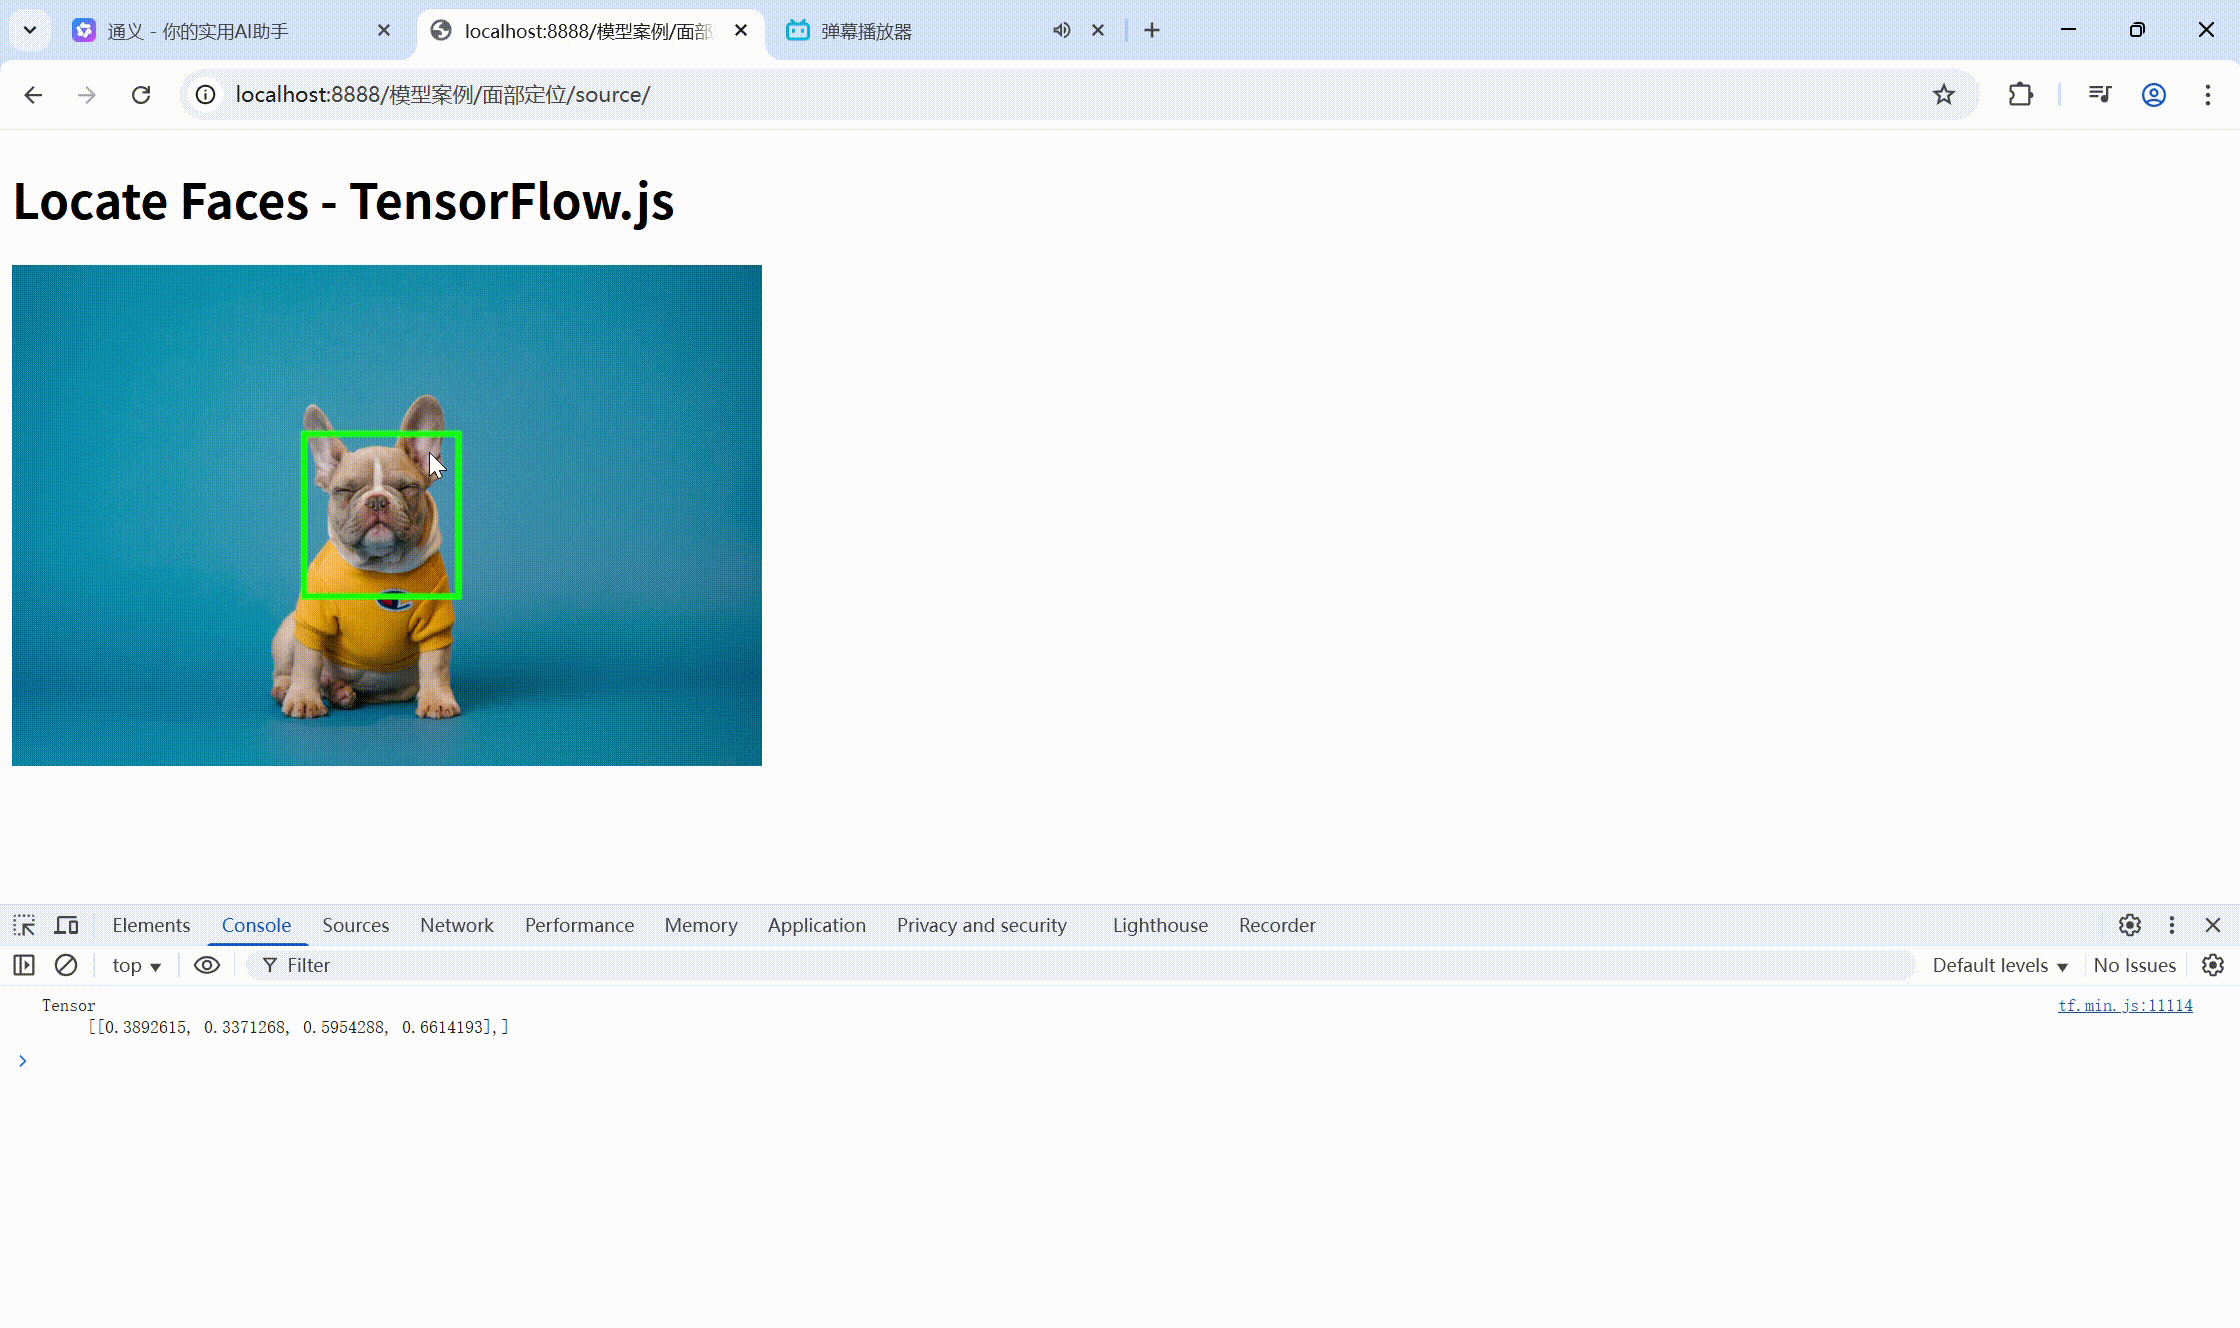 通义 - 你的实用AI助手
localhost:8888/模型案例/面部
弹幕播放器
localhost:8888/模型案例/面部定位/source/
Locate Faces - TensorFlow.js
Elements Console Sources Network Performance Memory Application Privacy and security Lighthouse Recorder
top Filter Default levels No Issues
Tensor tf.min.js:11114
[[0.3892615, 0.3371268, 0.5954288, 0.6614193],]